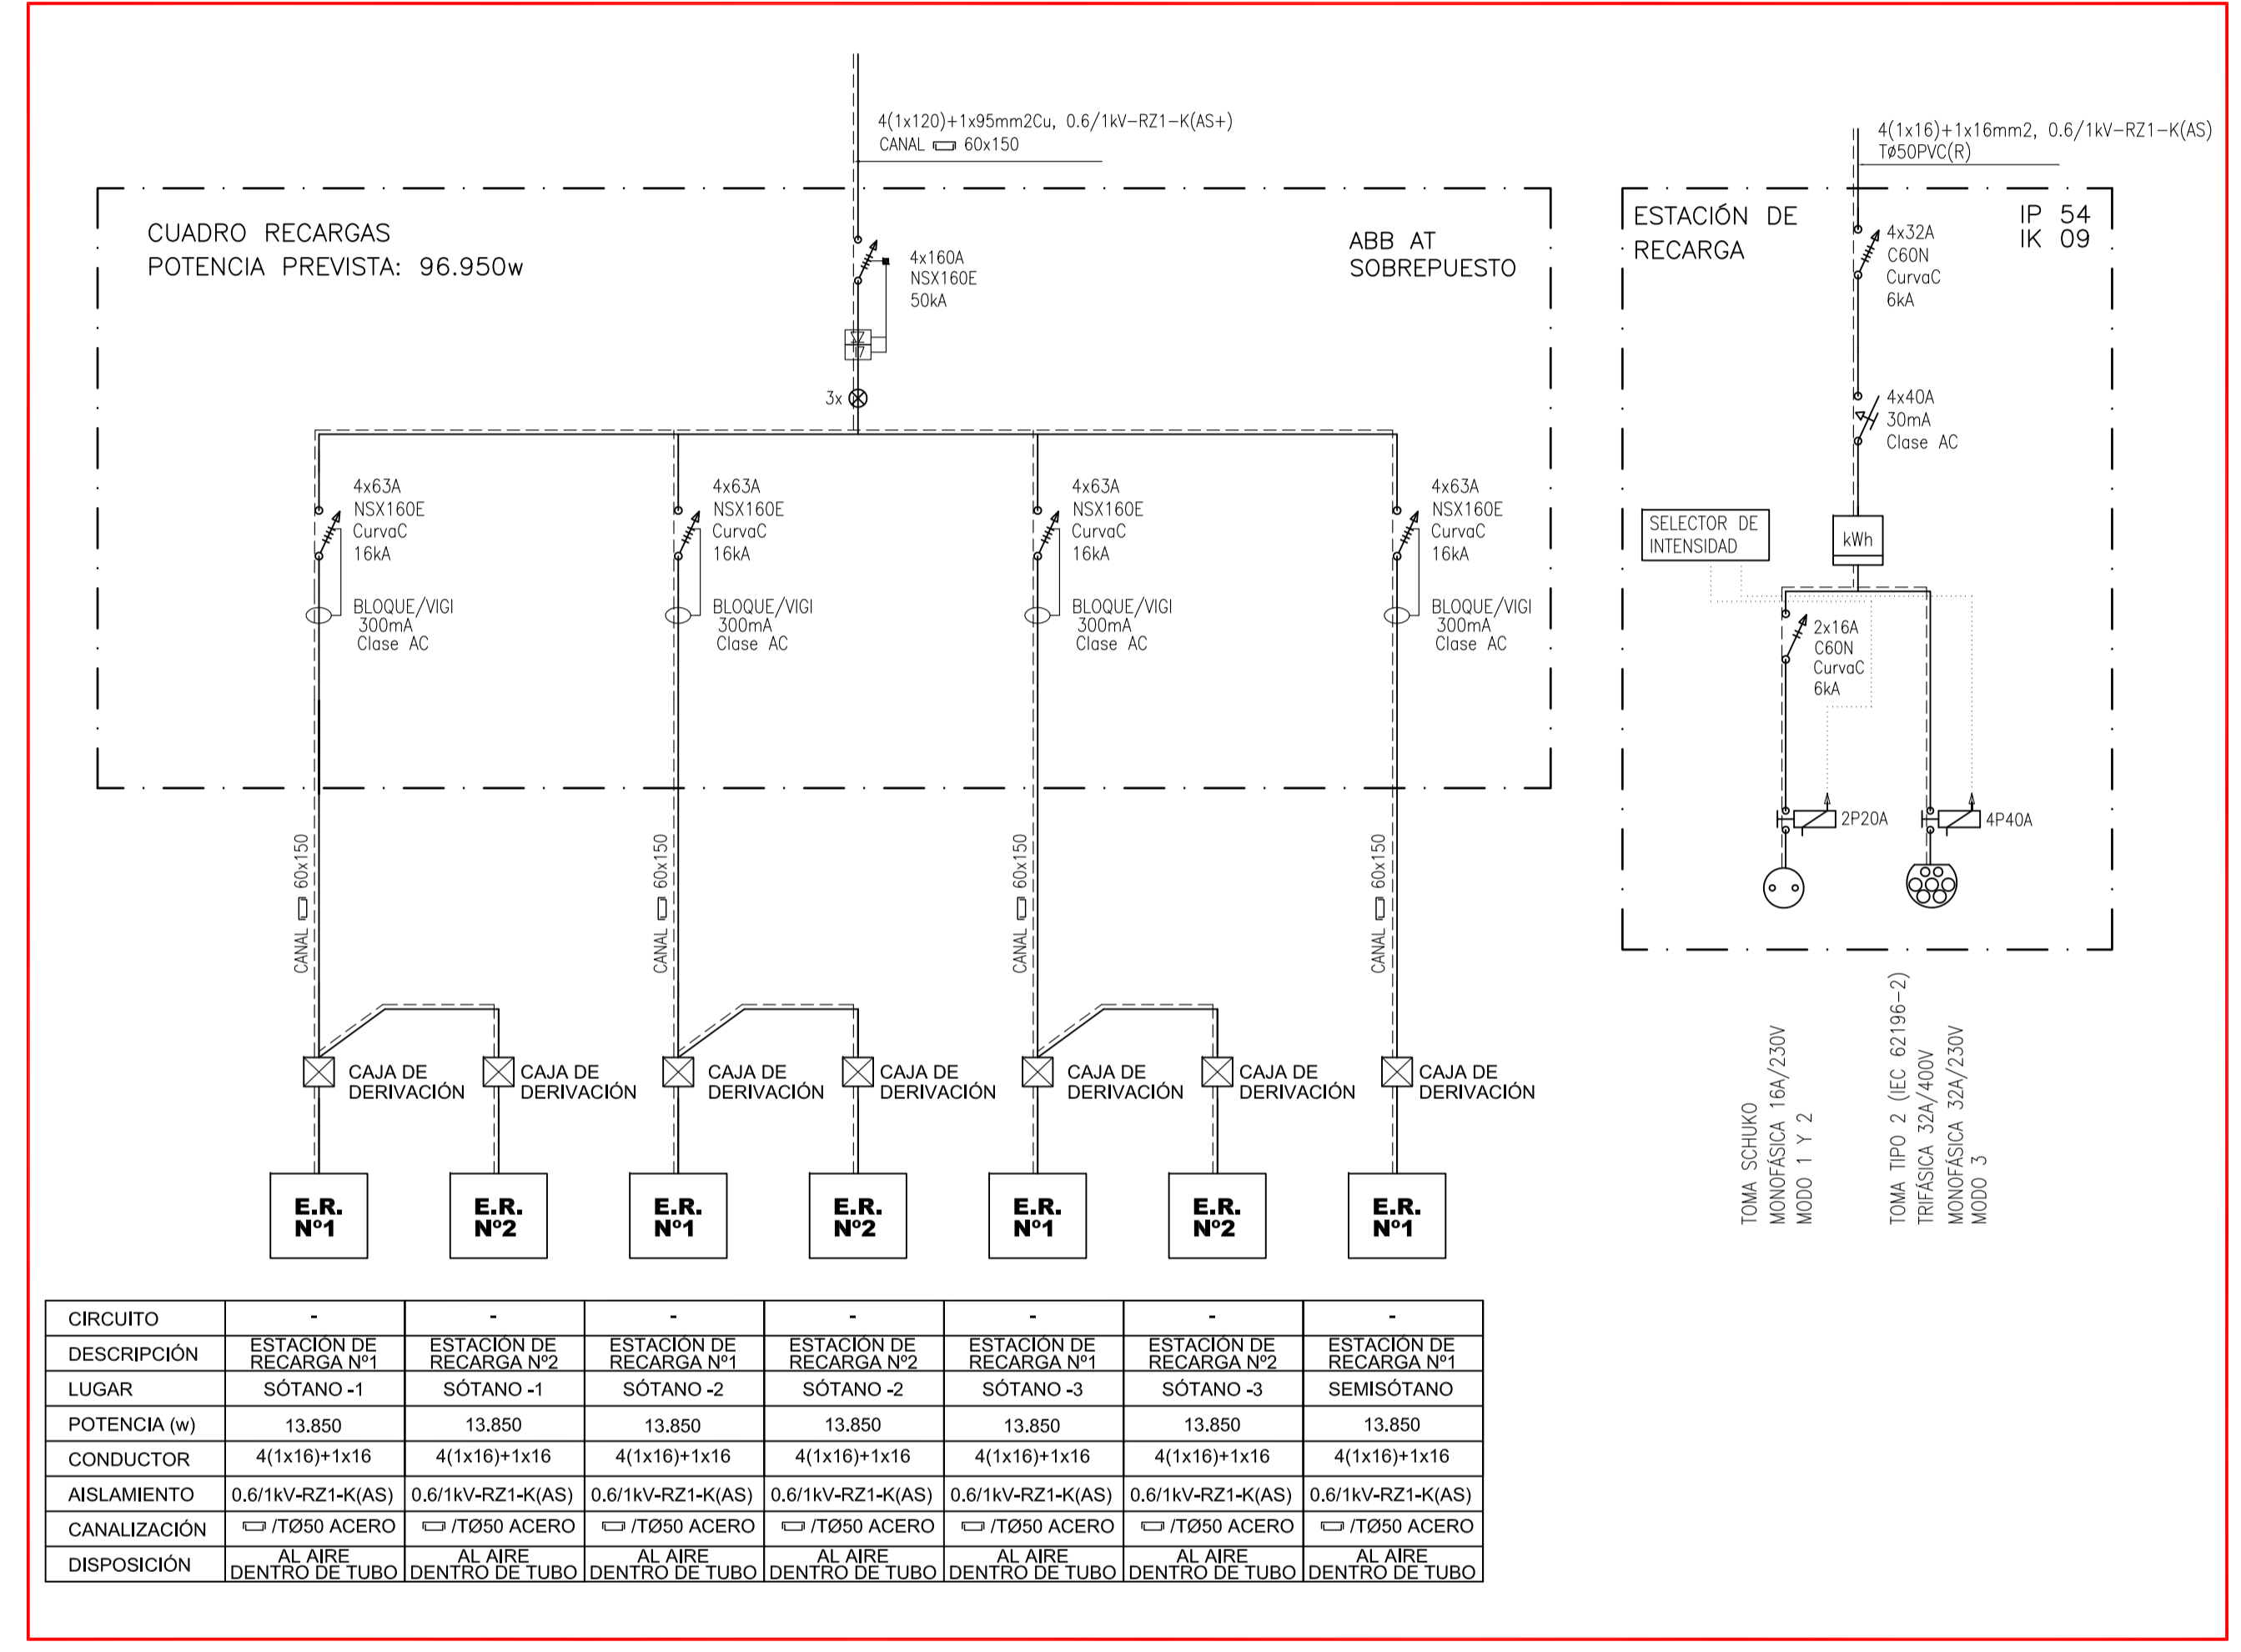 4(1x120)+1x95mm2Cu, 0.6/1kV-RZ1-K(AS+)
CANAL 60x150
CUADRO RECARGAS
POTENCIA PREVISTA: 96.950w
ABB AT
SOBREPUESTO
4x160A
NSX160E
50kA
3x
4x63A
NSX160E
CurvaC
16kA
BLOQUE/VIGI
300mA
Clase AC
4x63A
NSX160E
CurvaC
16kA
BLOQUE/VIGI
300mA
Clase AC
4x63A
NSX160E
CurvaC
16kA
BLOQUE/VIGI
300mA
Clase AC
4x63A
NSX160E
CurvaC
16kA
BLOQUE/VIGI
300mA
Clase AC
CANAL 60x150
CANAL 60x150
CANAL 60x150
CANAL 60x150
CAJA DE
DERIVACIÓN
CAJA DE
DERIVACIÓN
CAJA DE
DERIVACIÓN
CAJA DE
DERIVACIÓN
CAJA DE
DERIVACIÓN
CAJA DE
DERIVACIÓN
CAJA DE
DERIVACIÓN
E.R.
Nº1
E.R.
Nº2
E.R.
Nº1
E.R.
Nº2
E.R.
Nº1
E.R.
Nº2
E.R.
Nº1
4(1x16)+1x16mm2, 0.6/1kV-RZ1-K(AS)
Tø50PVC(R)
ESTACIÓN DE
RECARGA
IP 54
IK 09
4x32A
C60N
CurvaC
6kA
4x40A
30mA
Clase AC
SELECTOR DE
INTENSIDAD
kWh
2x16A
C60N
CurvaC
6kA
2P20A
4P40A
TOMA SCHUKO
MONOFÁSICA 16A/230V
MODO 1 Y 2
TOMA TIPO 2 (IEC 62196-2)
TRIFÁSICA 32A/400V
MONOFÁSICA 32A/230V
MODO 3
CIRCUITO - - - - - - -
DESCRIPCIÓN ESTACIÓN DE RECARGA Nº1 ESTACIÓN DE RECARGA Nº2 ESTACIÓN DE RECARGA Nº1 ESTACIÓN DE RECARGA Nº2 ESTACIÓN DE RECARGA Nº1 ESTACIÓN DE RECARGA Nº2 ESTACIÓN DE RECARGA Nº1
LUGAR SÓTANO -1 SÓTANO -1 SÓTANO -2 SÓTANO -2 SÓTANO -3 SÓTANO -3 SEMISÓTANO
POTENCIA (w) 13.850 13.850 13.850 13.850 13.850 13.850 13.850
CONDUCTOR 4(1x16)+1x16 4(1x16)+1x16 4(1x16)+1x16 4(1x16)+1x16 4(1x16)+1x16 4(1x16)+1x16 4(1x16)+1x16
AISLAMIENTO 0.6/1kV-RZ1-K(AS) 0.6/1kV-RZ1-K(AS) 0.6/1kV-RZ1-K(AS) 0.6/1kV-RZ1-K(AS) 0.6/1kV-RZ1-K(AS) 0.6/1kV-RZ1-K(AS) 0.6/1kV-RZ1-K(AS)
CANALIZACIÓN /TØ50 ACERO /TØ50 ACERO /TØ50 ACERO /TØ50 ACERO /TØ50 ACERO /TØ50 ACERO /TØ50 ACERO
DISPOSICIÓN AL AIRE DENTRO DE TUBO AL AIRE DENTRO DE TUBO AL AIRE DENTRO DE TUBO AL AIRE DENTRO DE TUBO AL AIRE DENTRO DE TUBO AL AIRE DENTRO DE TUBO AL AIRE DENTRO DE TUBO